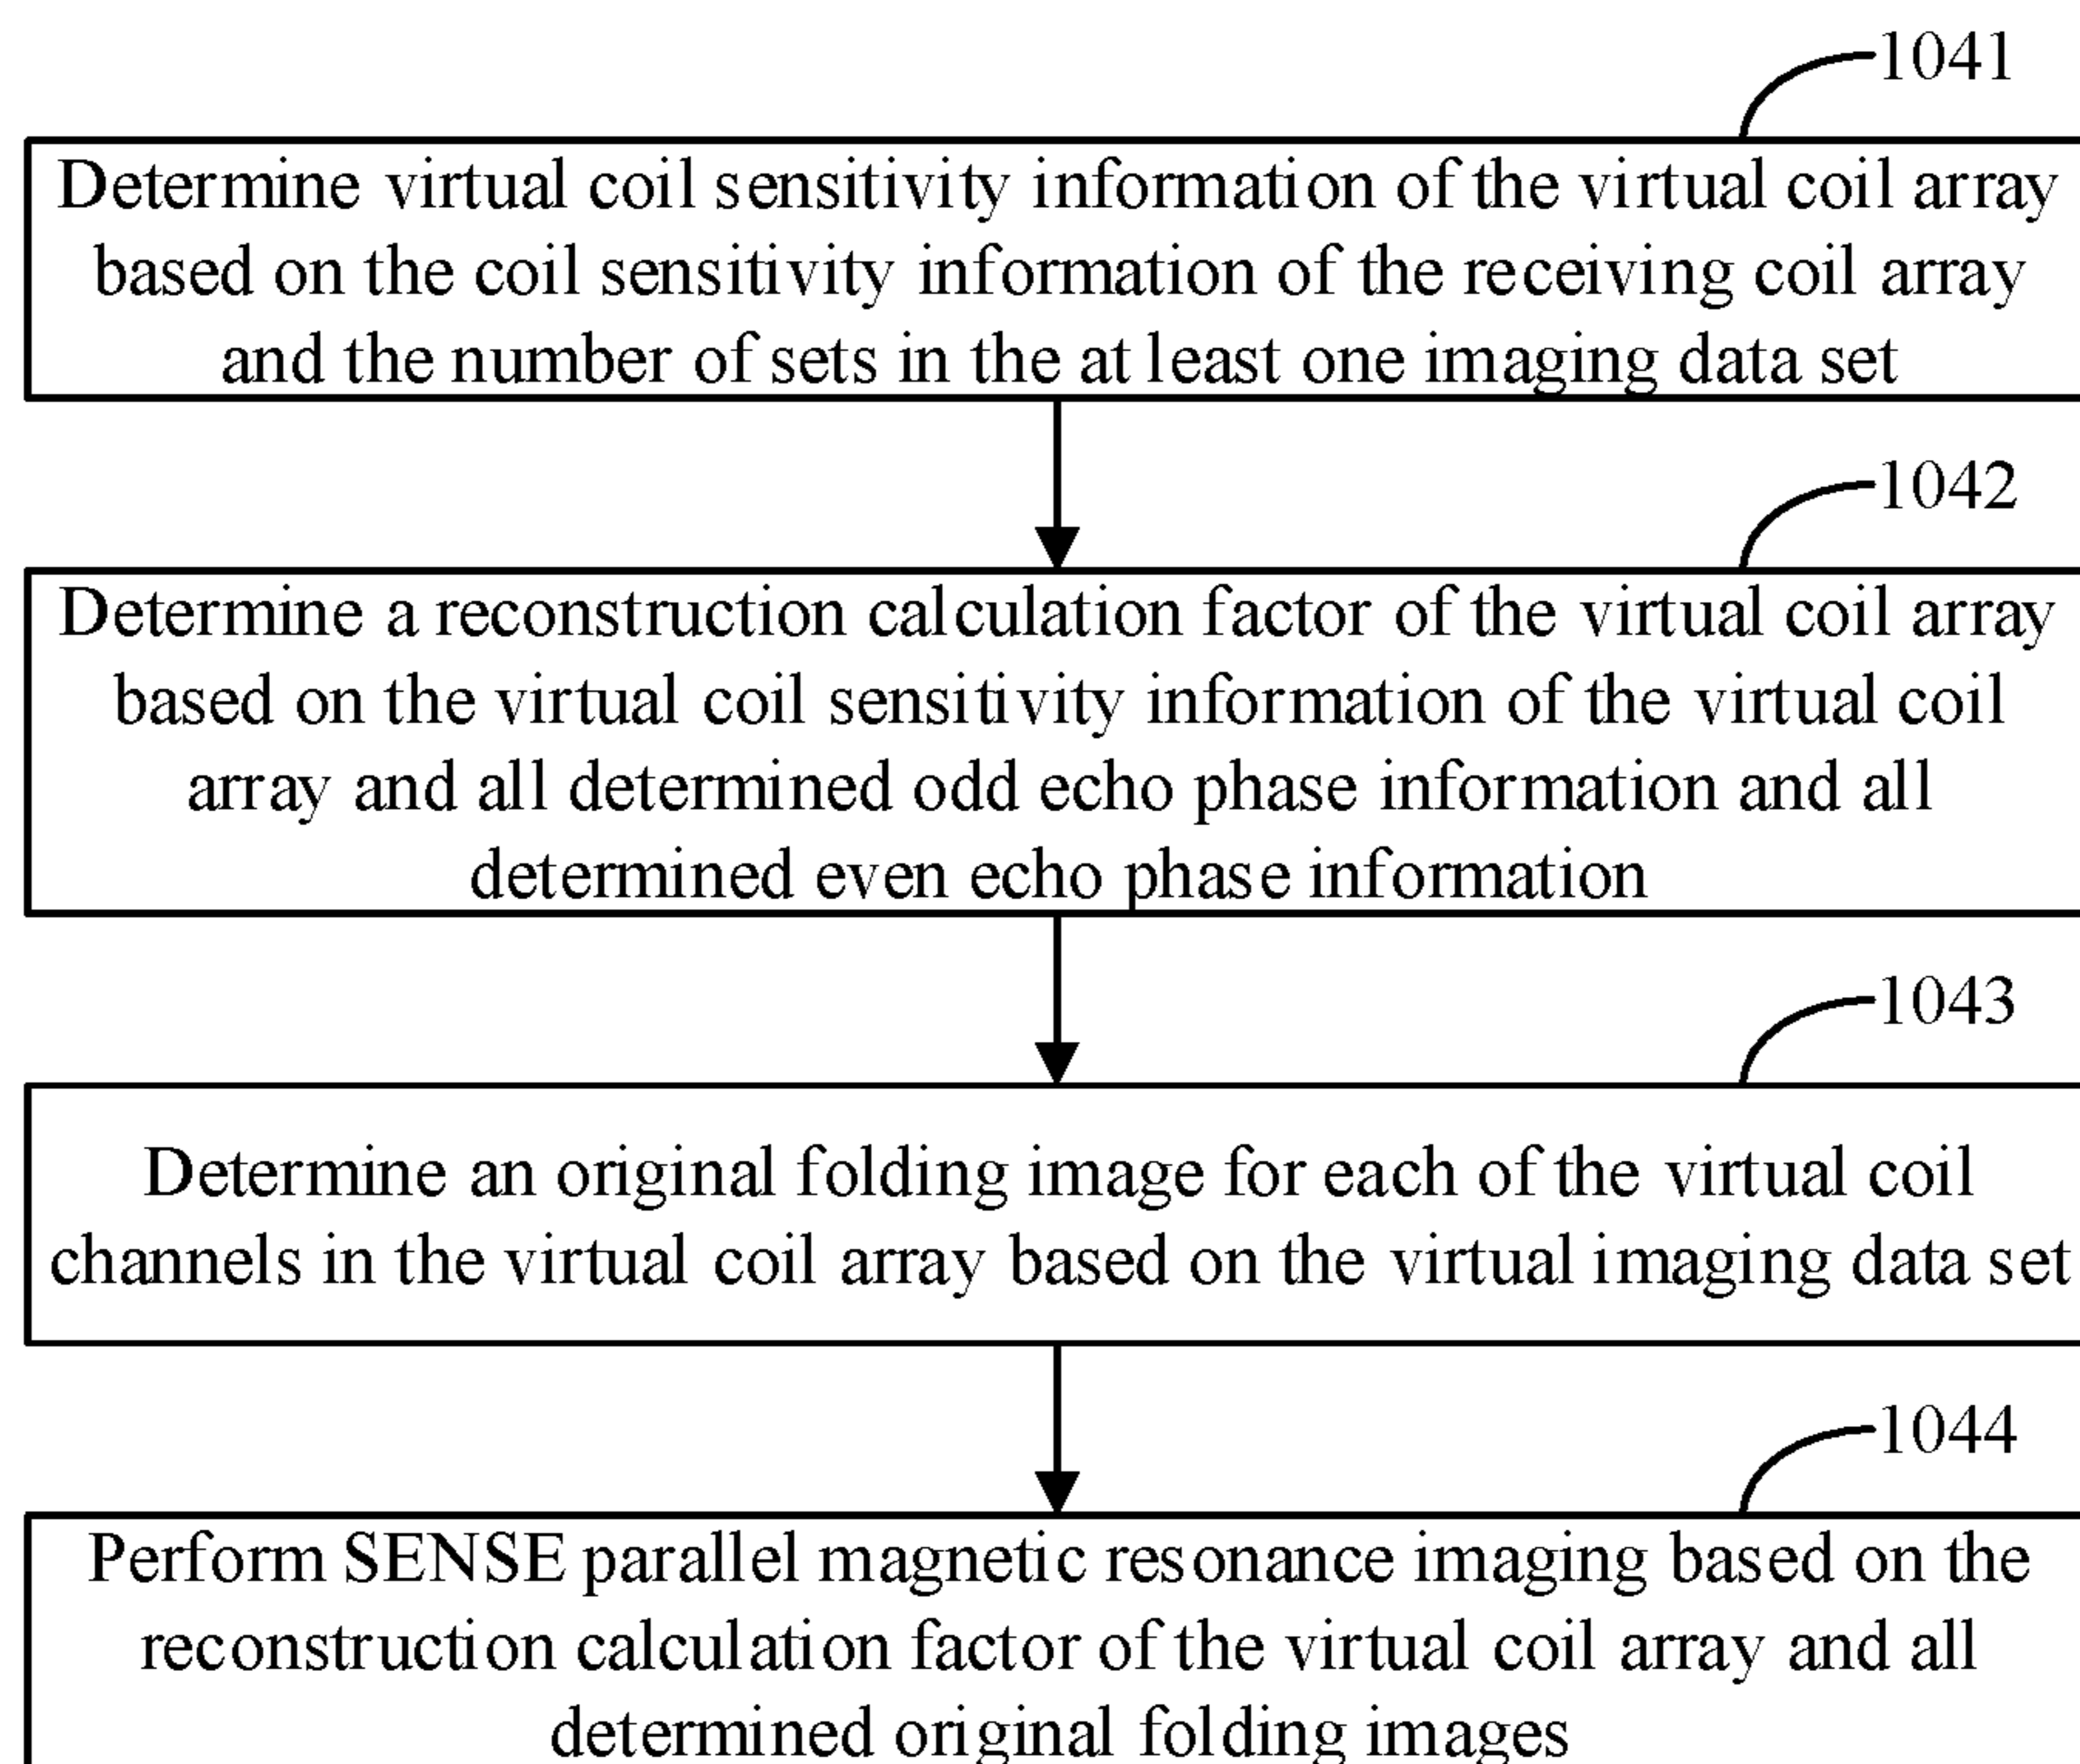 1041
Determine virtual coil sensitivity information of the virtual coil array
based on the coil sensitivity information of the receiving coil array
and the number of sets in the at least one imaging data set
1042
Determine a reconstruction calculation factor of the virtual coil array
based on the virtual coil sensitivity information of the virtual coil
array and all determined odd echo phase information and all
determined even echo phase information
1043
Determine an original folding image for each of the virtual coil
channels in the virtual coil array based on the virtual imaging data set
1044
Perform SENSE parallel magnetic resonance imaging based on the
reconstruction calculation factor of the virtual coil array and all
determined original folding images